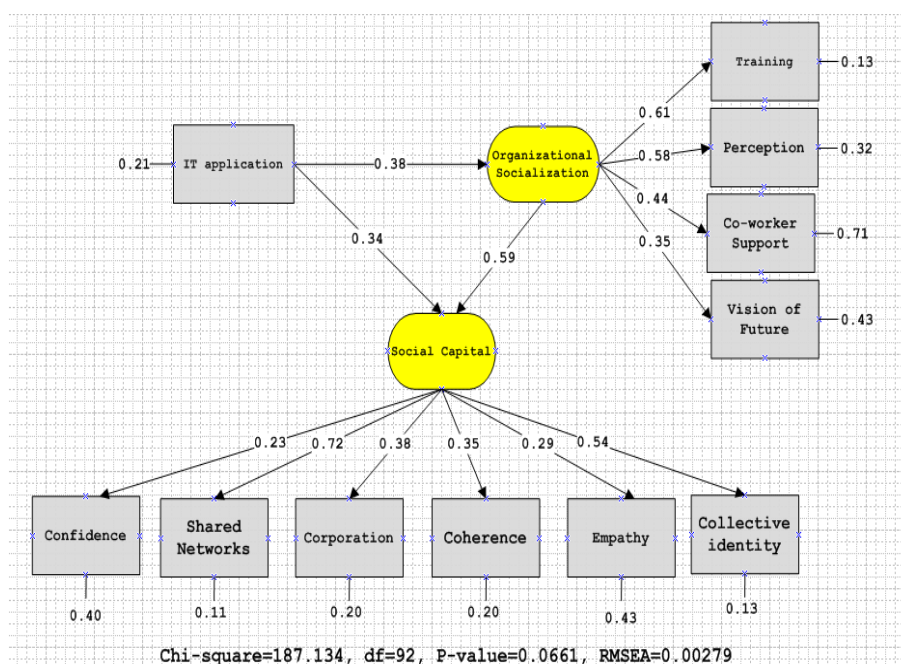 Training
0.13
0.61
Organizational
Socialization
0.21
IT application
0.38
0.58
Perception
0.32
0.44
Co-worker
Support
0.71
0.34
0.59
0.35
Vision of
Future
0.43
Social Capital
0.23
0.72
0.38
0.35
0.29
0.54
Confidence
Shared
Networks
Corporation
Coherence
Empathy
Collective
identity
0.40
0.11
0.20
0.20
0.43
0.13
Chi-square=187.134, df=92, P-value=0.0661, RMSEA=0.00279